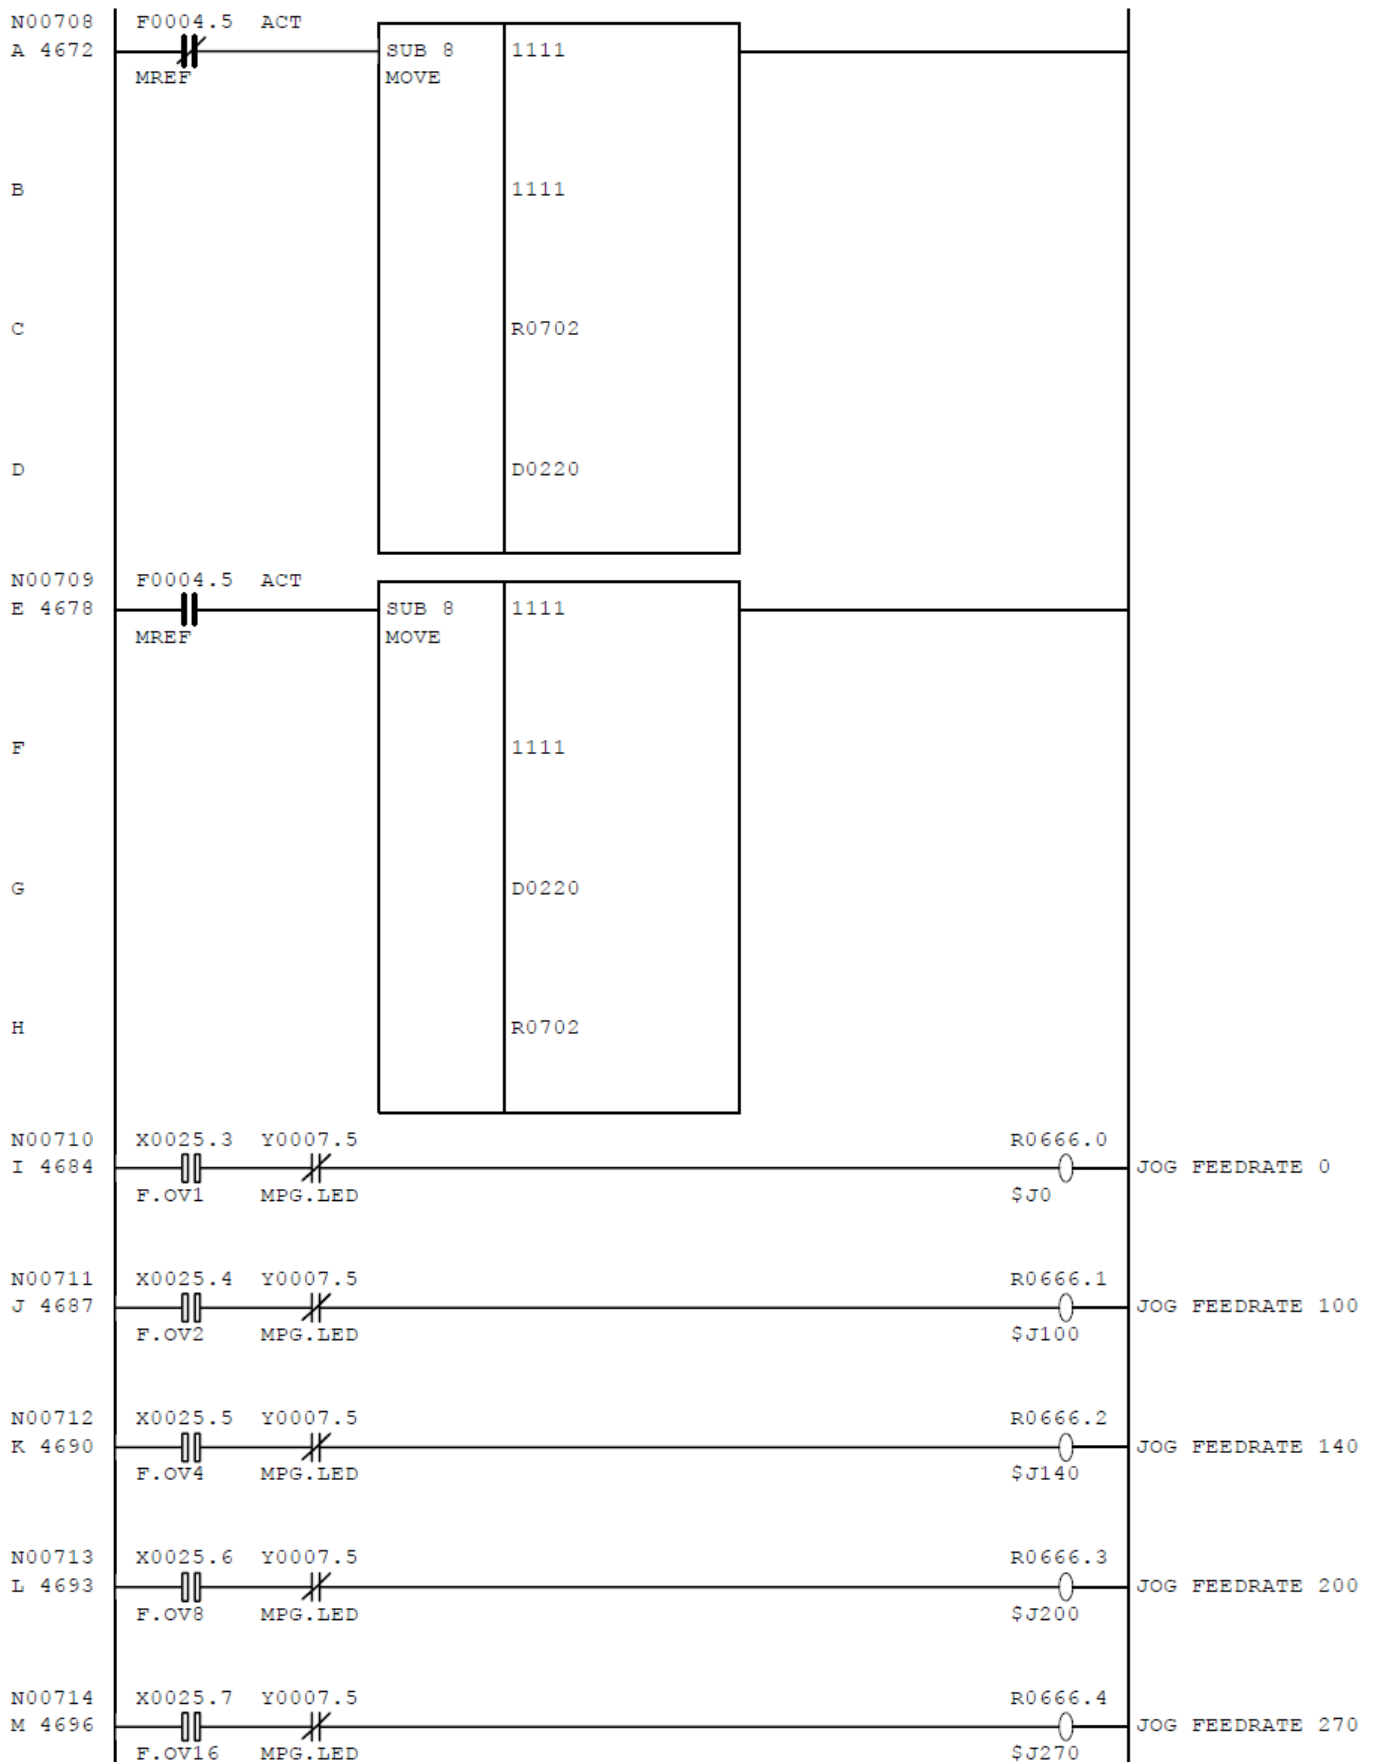 N00708 F0004.5 ACT
A 4672 SUB 8 1111
MREF MOVE
B 1111
C R0702
D D0220
N00709 F0004.5 ACT
E 4678 SUB 8 1111
MREF MOVE
F 1111
G D0220
H R0702
N00710 X0025.3 Y0007.5 R0666.0
I 4684 JOG FEEDRATE 0
F.OV1 MPG.LED $J0
N00711 X0025.4 Y0007.5 R0666.1
J 4687 JOG FEEDRATE 100
F.OV2 MPG.LED $J100
N00712 X0025.5 Y0007.5 R0666.2
K 4690 JOG FEEDRATE 140
F.OV4 MPG.LED $J140
N00713 X0025.6 Y0007.5 R0666.3
L 4693 JOG FEEDRATE 200
F.OV8 MPG.LED $J200
N00714 X0025.7 Y0007.5 R0666.4
M 4696 JOG FEEDRATE 270
F.OV16 MPG.LED $J270